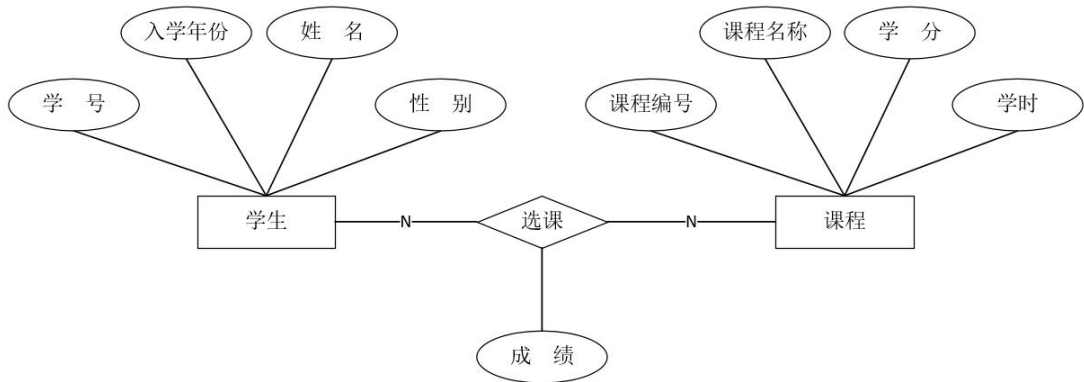 入学年份
姓 名
课程名称
学 分
学 号
性 别
课程编号
学时
学生
N
选课
N
课程
成 绩